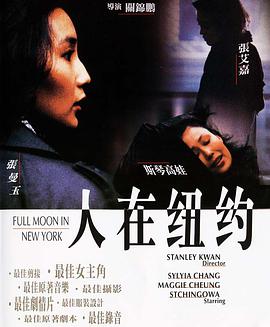 導演 關錦鵬
張艾嘉
張曼玉
斯琴高娃
FULL MOON IN
NEW YORK
人在纽约
STANLEY KWAN
Director
SYLYIA CHANG
MAGGIE CHEUNG
STCHINGOWA
Starring
·最佳剪接 ·最佳女主角
·最佳原著音樂 ·最佳攝影
·最佳劇情片 ·最佳服裝設計
·最佳原著劇本 ·最佳錄音